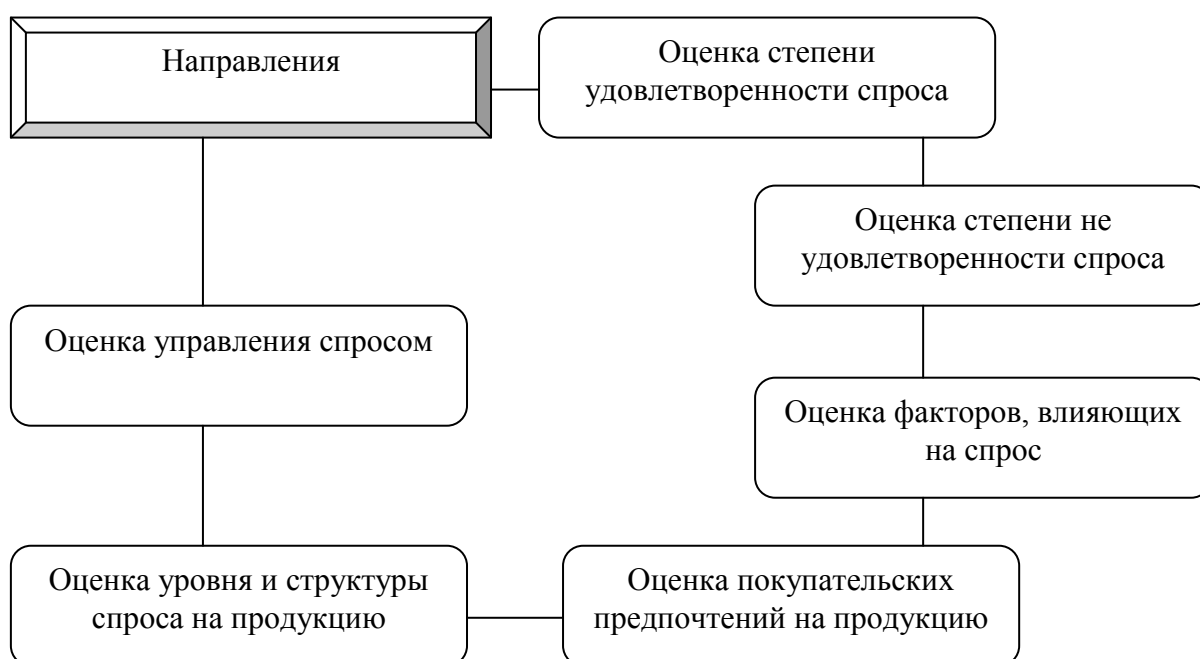 Направления
Оценка степени
удовлетворенности спроса
Оценка степени не
удовлетворенности спроса
Оценка управления спросом
Оценка факторов, влияющих
на спрос
Оценка уровня и структуры
спроса на продукцию
Оценка покупательских
предпочтений на продукцию